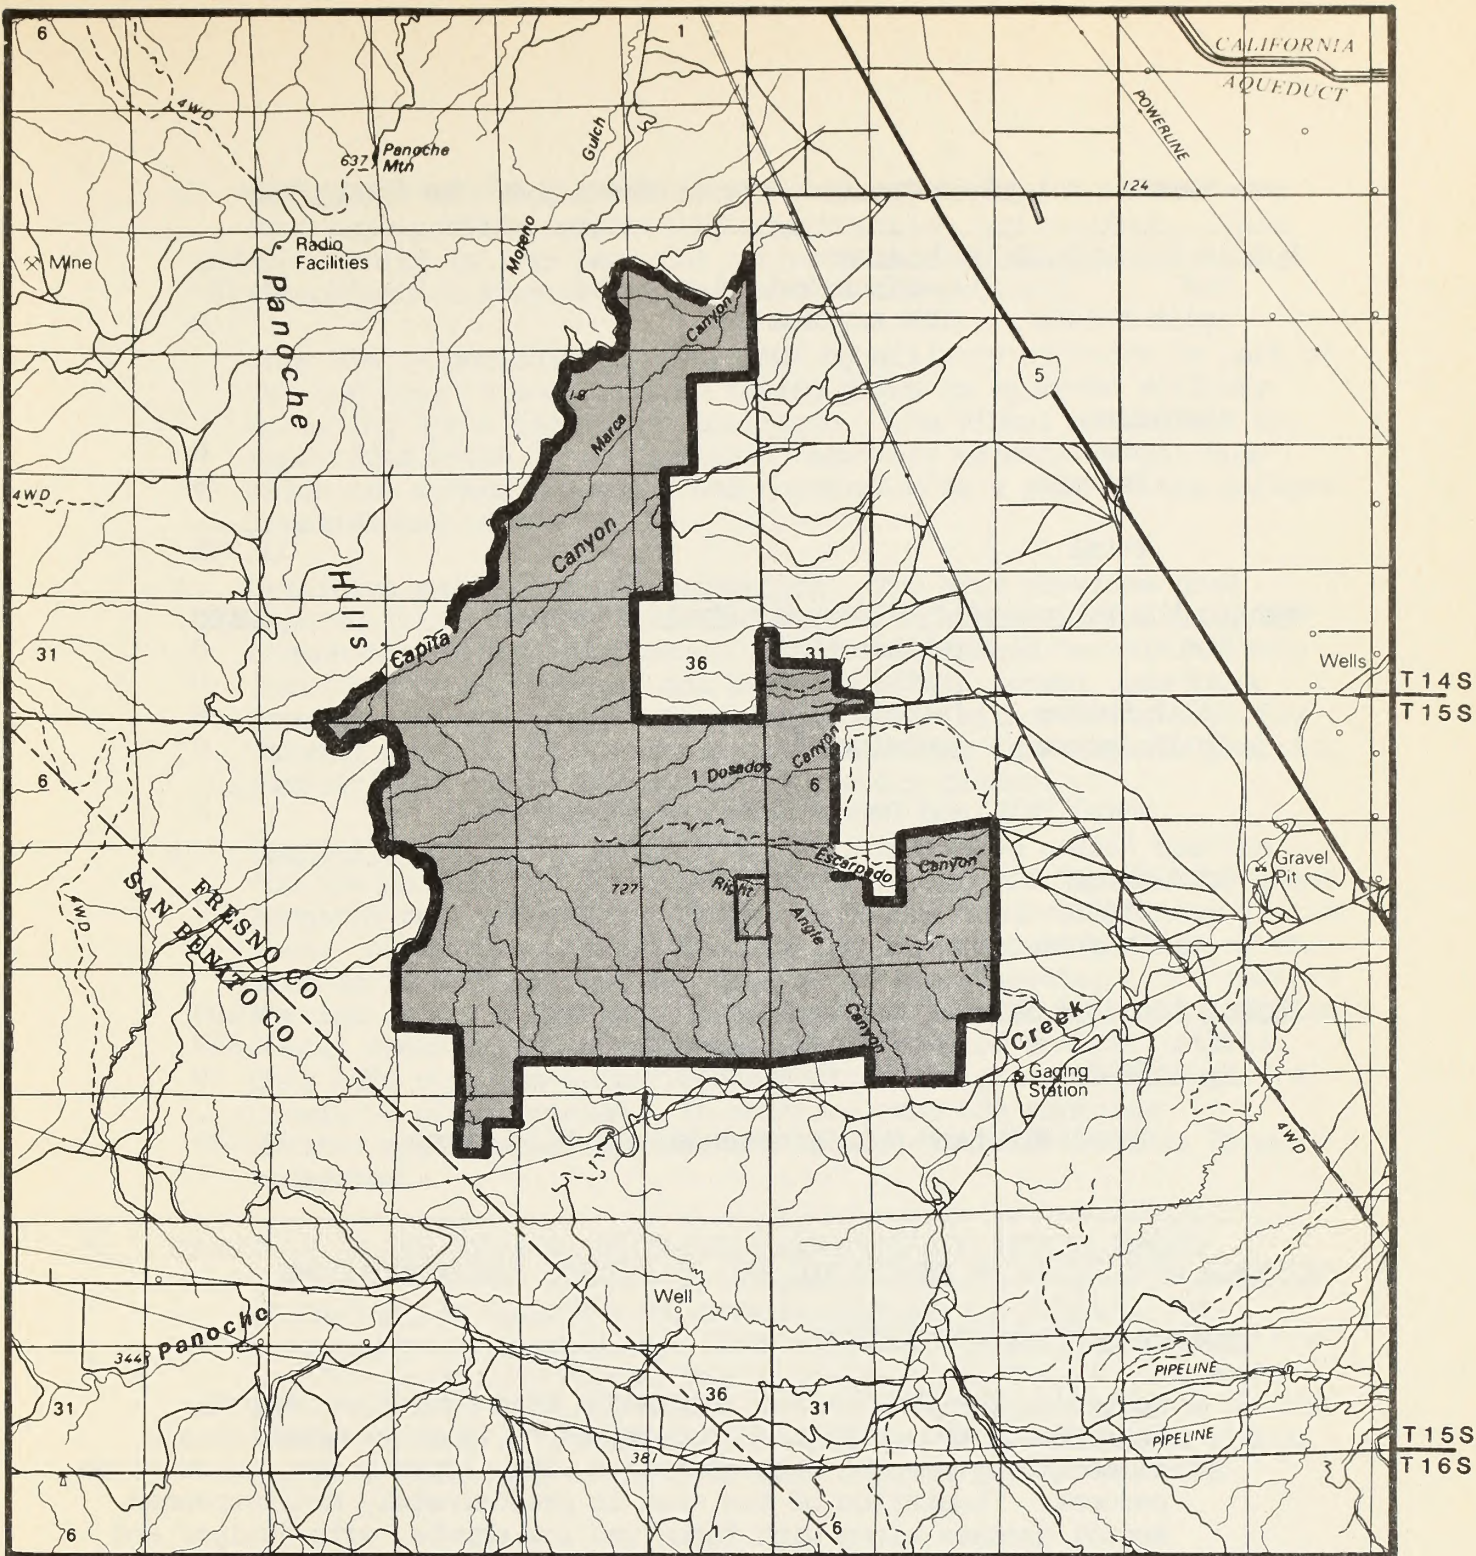 6
1
CALIFORNIA
AQUEDUCT
4WD
POWERLINE
Gulch
637
Panoche
Mtn
124
Moreno
Radio
Facilities
Mine
Panoche
Canyon
5
Marca
4WD
Canyon
Hills
Capita
31
36
31
Wells
T14S
T15S
6
1
Dosados
Canyon
6
Escarpado
Canyon
Gravel
Pit
727
Right
Angle
4WD
FRESNO CO
SAN BENITO CO
Canyon
Creek
Gaging
Station
4WD
Well
Panoche
344
PIPELINE
31
36
31
PIPELINE
T15S
T16S
381
6
1
6